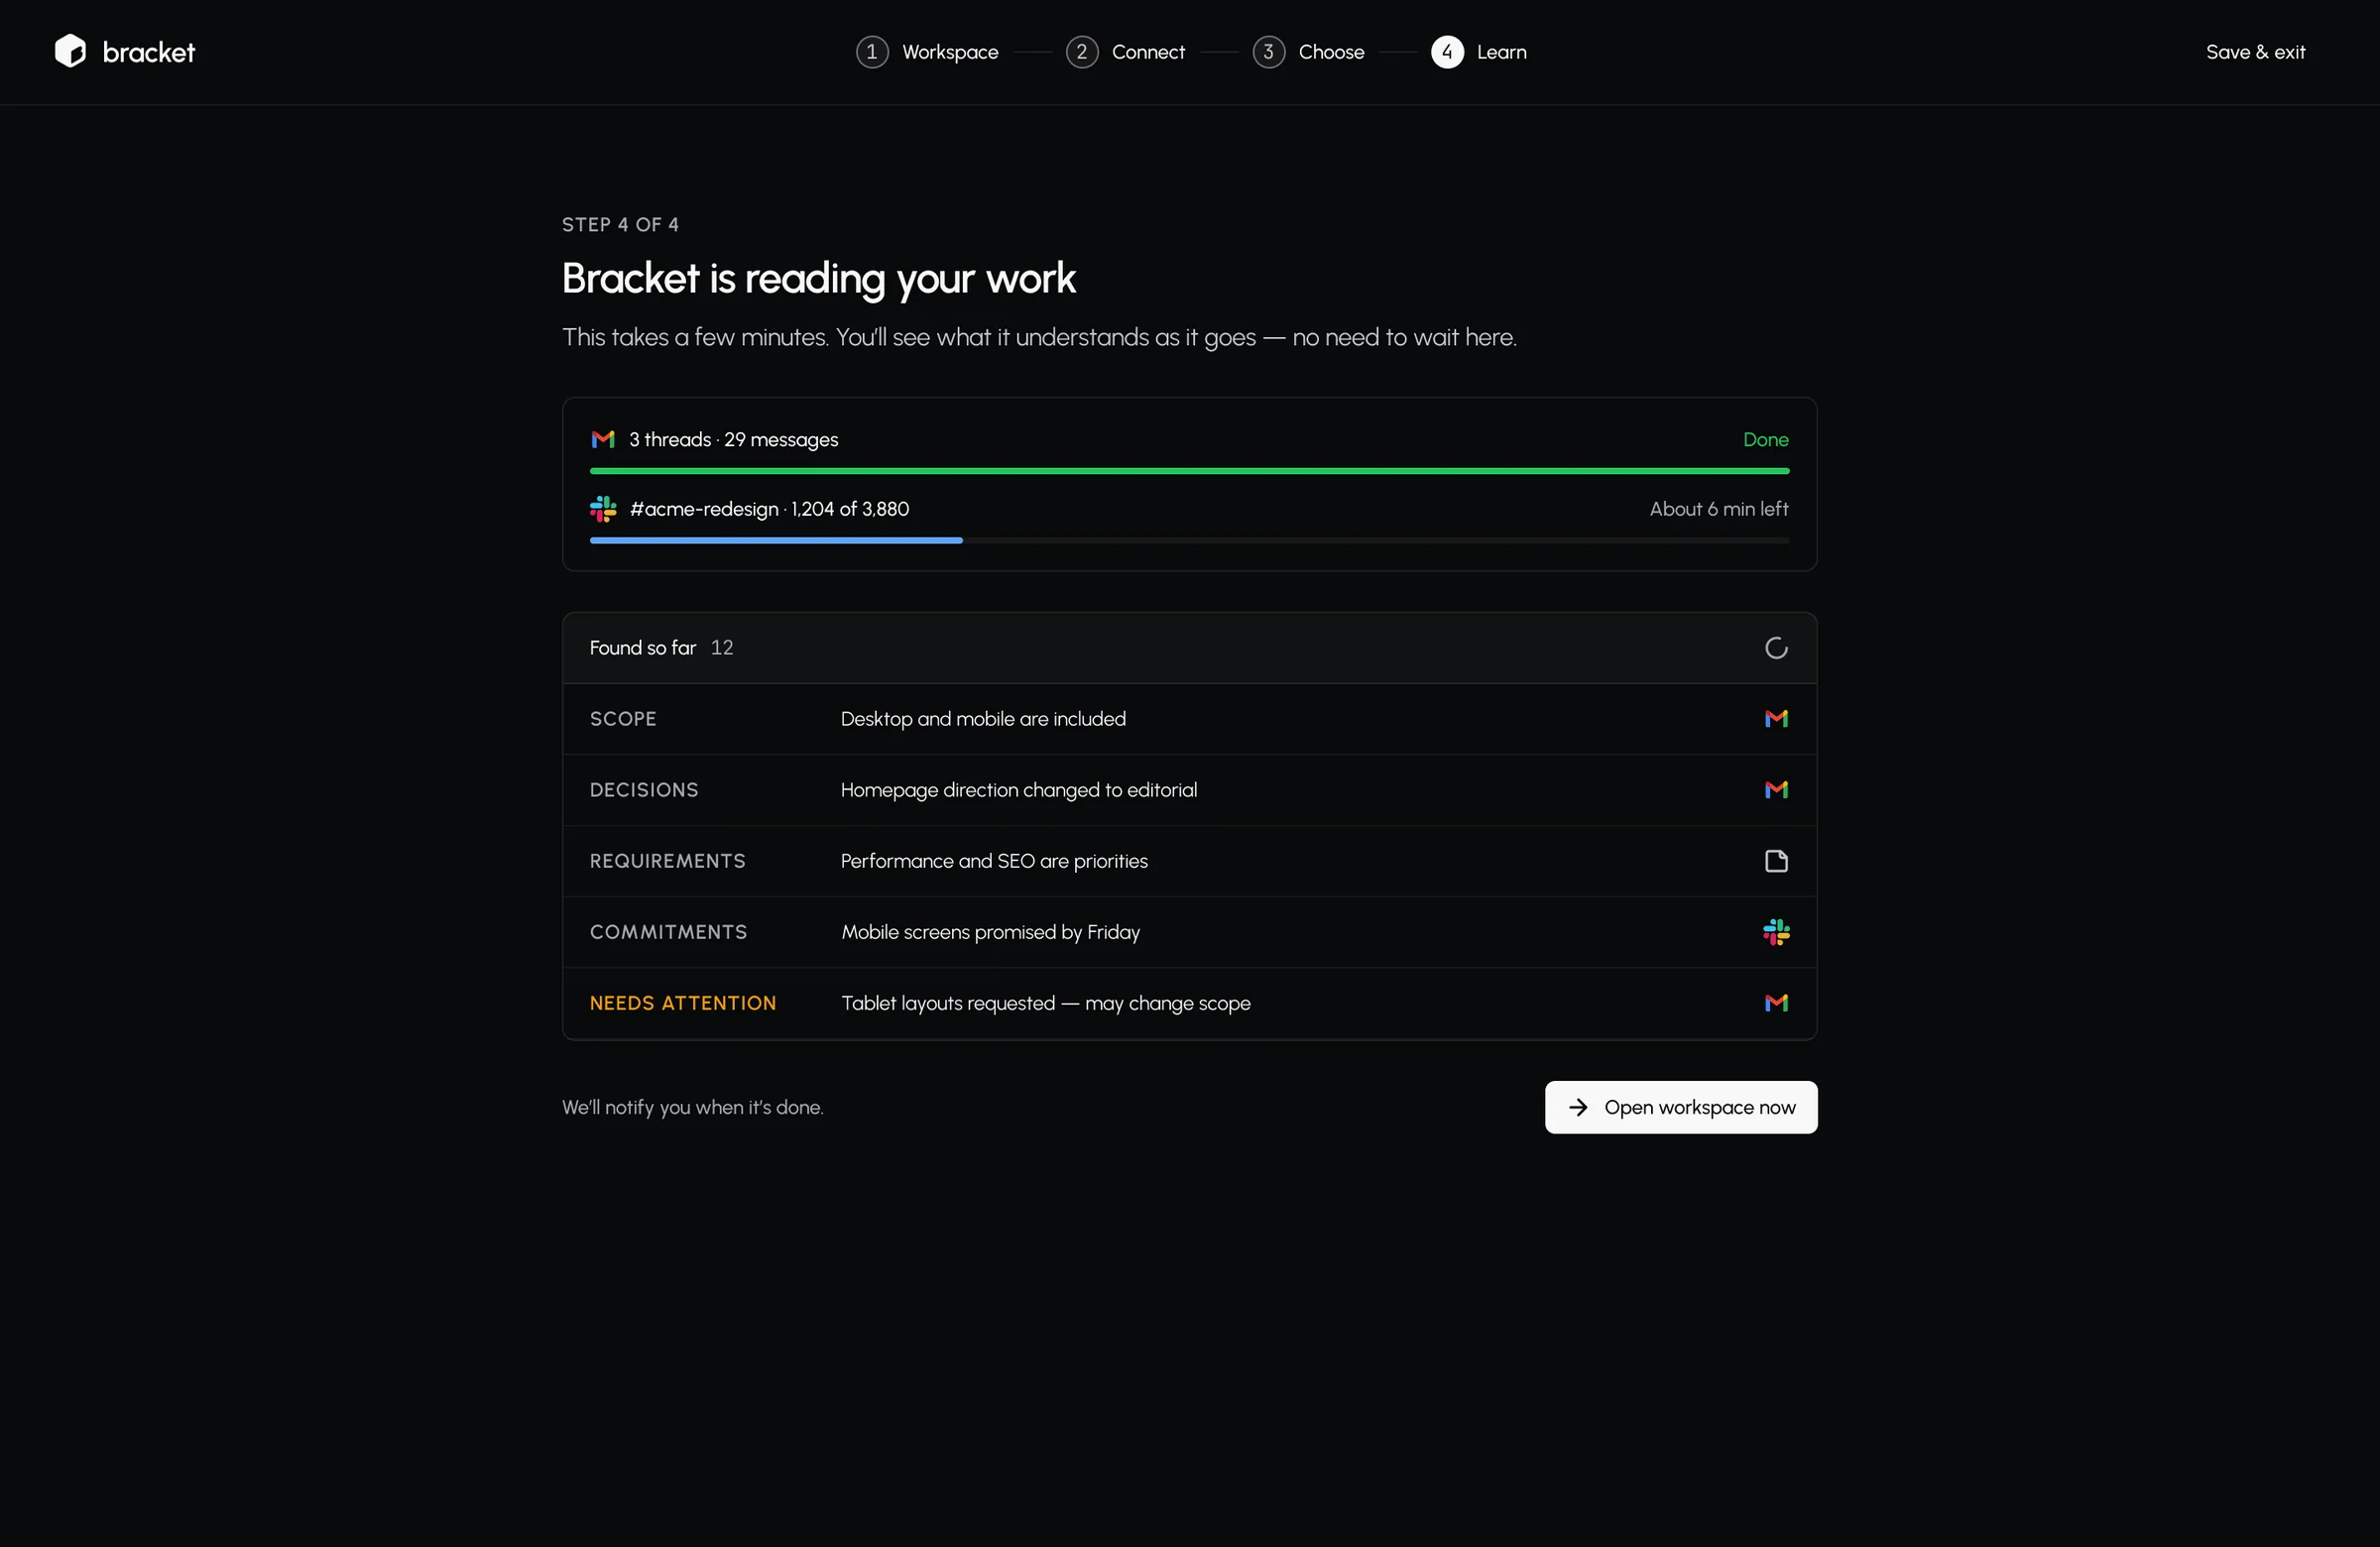 bracket
1 Workspace
2 Connect
3 Choose
4 Learn
Save & exit
STEP 4 OF 4
Bracket is reading your work
This takes a few minutes. You'll see what it understands as it goes — no need to wait here.
3 threads · 29 messages
Done
#acme-redesign · 1,204 of 3,880
About 6 min left
Found so far 12
SCOPE
Desktop and mobile are included
DECISIONS
Homepage direction changed to editorial
REQUIREMENTS
Performance and SEO are priorities
COMMITMENTS
Mobile screens promised by Friday
NEEDS ATTENTION
Tablet layouts requested — may change scope
We'll notify you when it's done.
Open workspace now